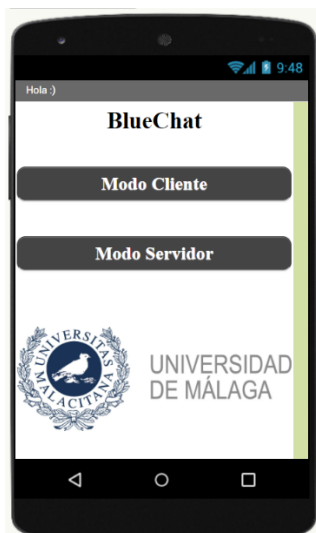 9:48
Hola :)
BlueChat
Modo Cliente
Modo Servidor
UNIVERSITAS
MALACITANA
UNIVERSIDAD
DE MÁLAGA